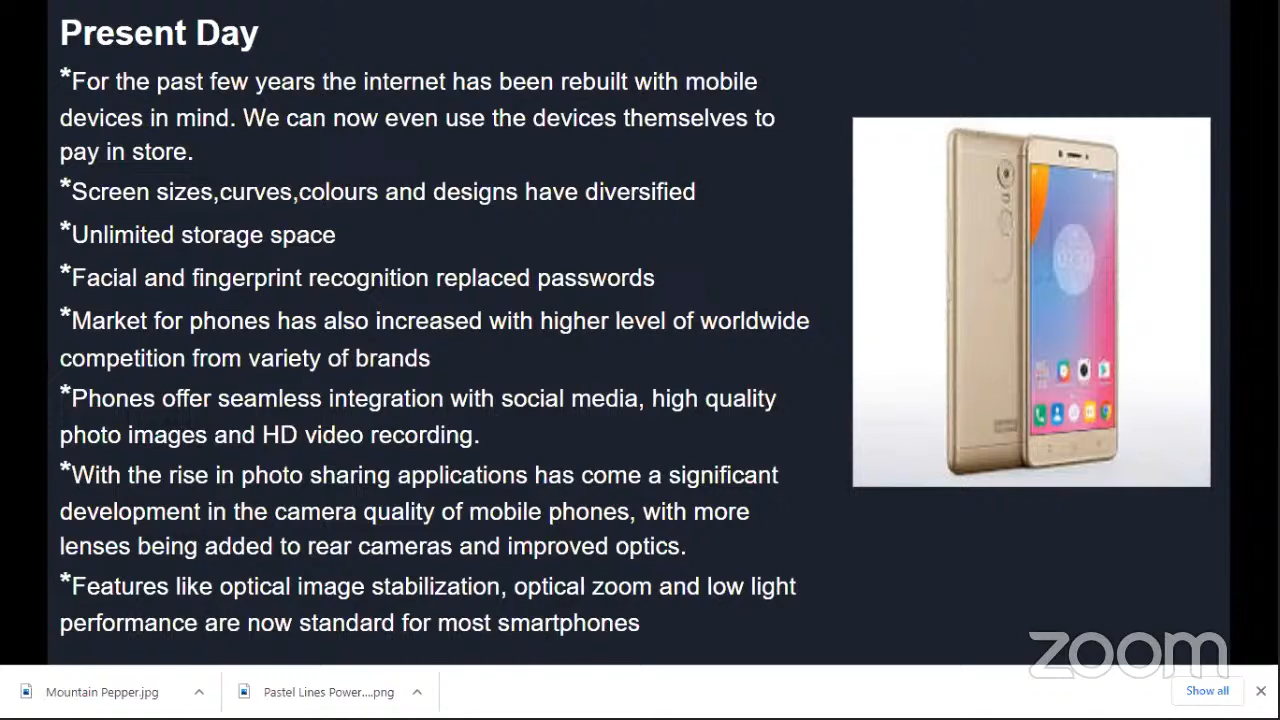 Present Day
*For the past few years the internet has been rebuilt with mobile
devices in mind. We can now even use the devices themselves to
pay in store.
*Screen sizes,curves,colours and designs have diversified
*Unlimited storage space
*Facial and fingerprint recognition replaced passwords
*Market for phones has also increased with higher level of worldwide
competition from variety of brands
*Phones offer seamless integration with social media, high quality
photo images and HD video recording.
*With the rise in photo sharing applications has come a significant
development in the camera quality of mobile phones, with more
lenses being added to rear cameras and improved optics.
*Features like optical image stabilization, optical zoom and low light
performance are now standard for most smartphones
zoom
Mountain Pepper.jpg
Pastel Lines Power....png
Show all